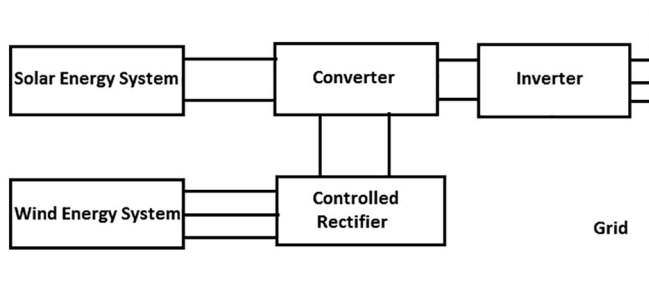 Solar Energy System
Converter
Inverter
Wind Energy System
Controlled
Rectifier
Grid